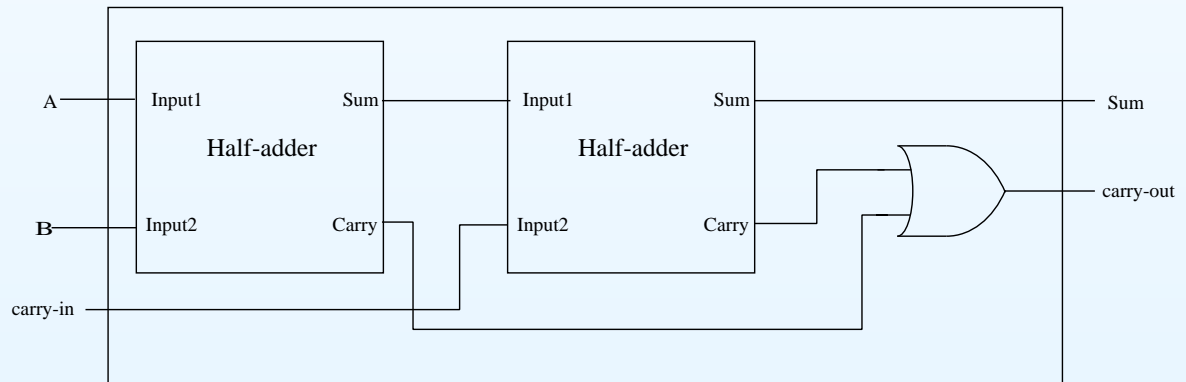 A
Input1
Sum
Input1
Sum
Sum
Half-adder
Half-adder
carry-out
B
Input2
Carry
Input2
Carry
carry-in